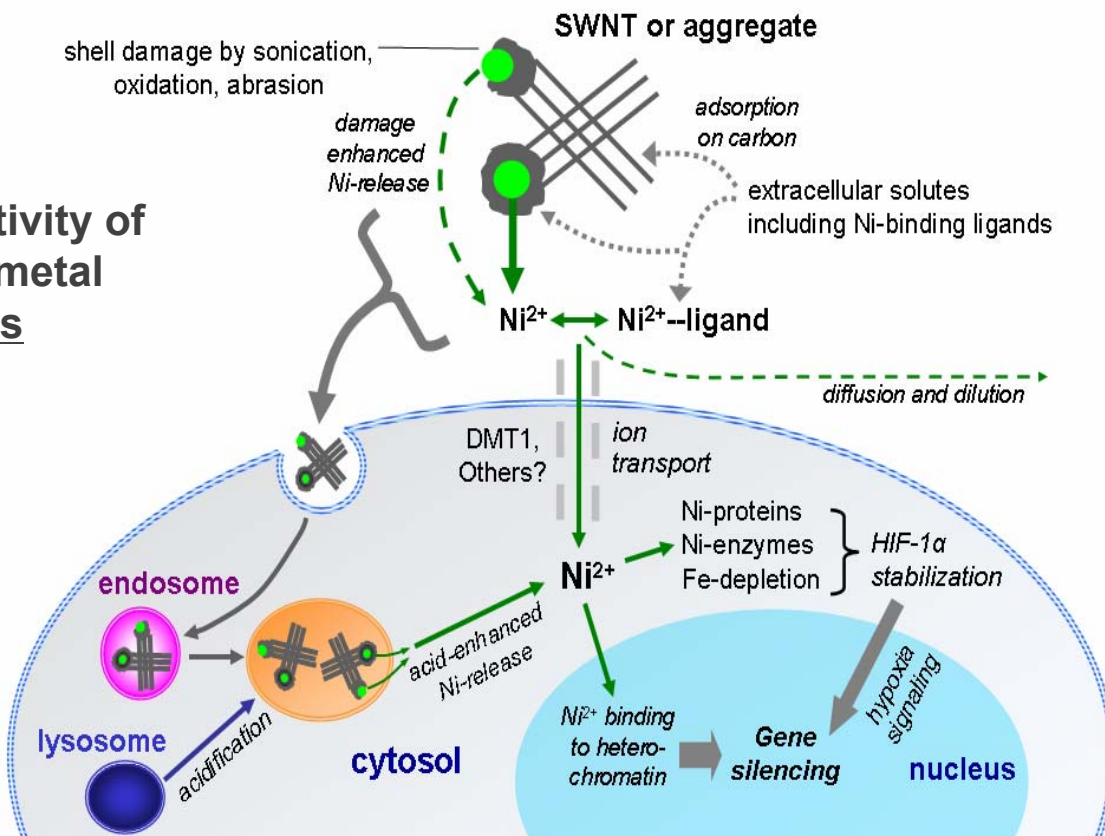 SWNT or aggregate
shell damage by sonication,
oxidation, abrasion
damage
enhanced
Ni-release
adsorption
on carbon
extracellular solutes
including Ni-binding ligands
tivity of
metal
s
Ni²⁺
Ni²⁺--ligand
diffusion and dilution
DMT1,
Others?
ion
transport
Ni-proteins
Ni-enzymes
Fe-depletion
HIF-1α
stabilization
Ni²⁺
endosome
acid-enhanced
Ni-release
hypoxia
signaling
lysosome
acidification
cytosol
Ni²⁺ binding
to hetero-
chromatin
Gene
silencing
nucleus